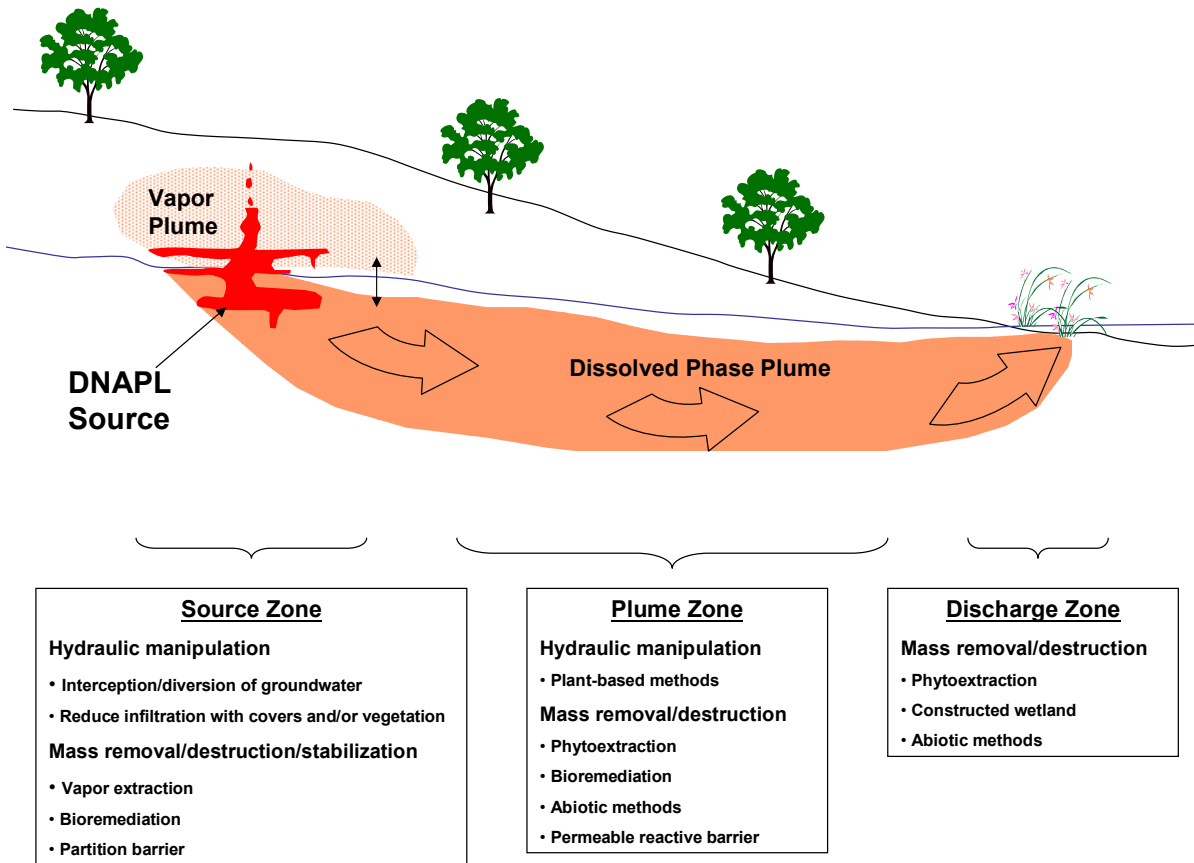 Vapor
Plume
DNAPL
Source
Dissolved Phase Plume
Source Zone
Hydraulic manipulation
• Interception/diversion of groundwater
• Reduce infiltration with covers and/or vegetation
Mass removal/destruction/stabilization
• Vapor extraction
• Bioremediation
• Partition barrier
Plume Zone
Hydraulic manipulation
• Plant-based methods
Mass removal/destruction
• Phytoextraction
• Bioremediation
• Abiotic methods
• Permeable reactive barrier
Discharge Zone
Mass removal/destruction
• Phytoextraction
• Constructed wetland
• Abiotic methods